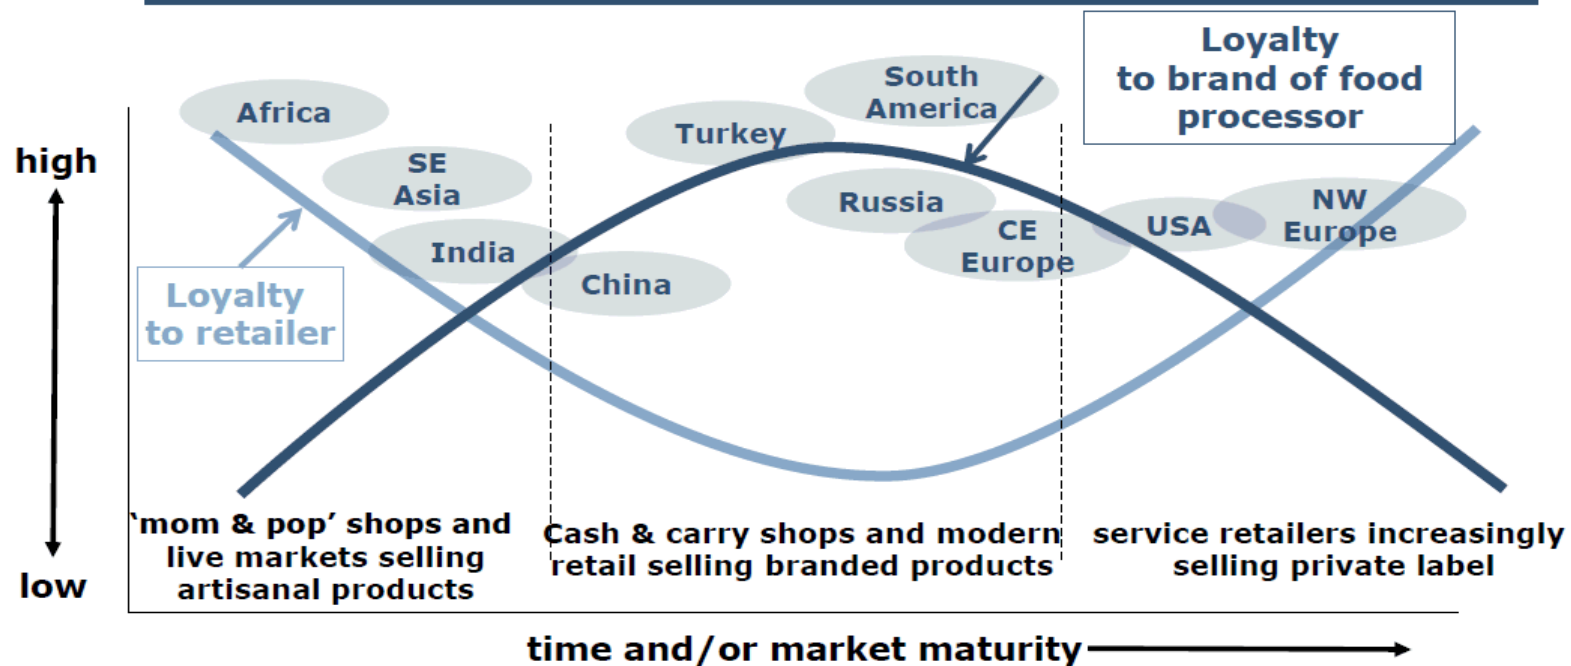 Loyalty
to brand of food
processor
South
America
Africa
Turkey
high
SE
Asia
Russia
NW
Europe
USA
CE
Europe
India
China
Loyalty
to retailer
‘mom & pop’ shops and
live markets selling
artisanal products
Cash & carry shops and modern
retail selling branded products
service retailers increasingly
selling private label
low
time and/or market maturity